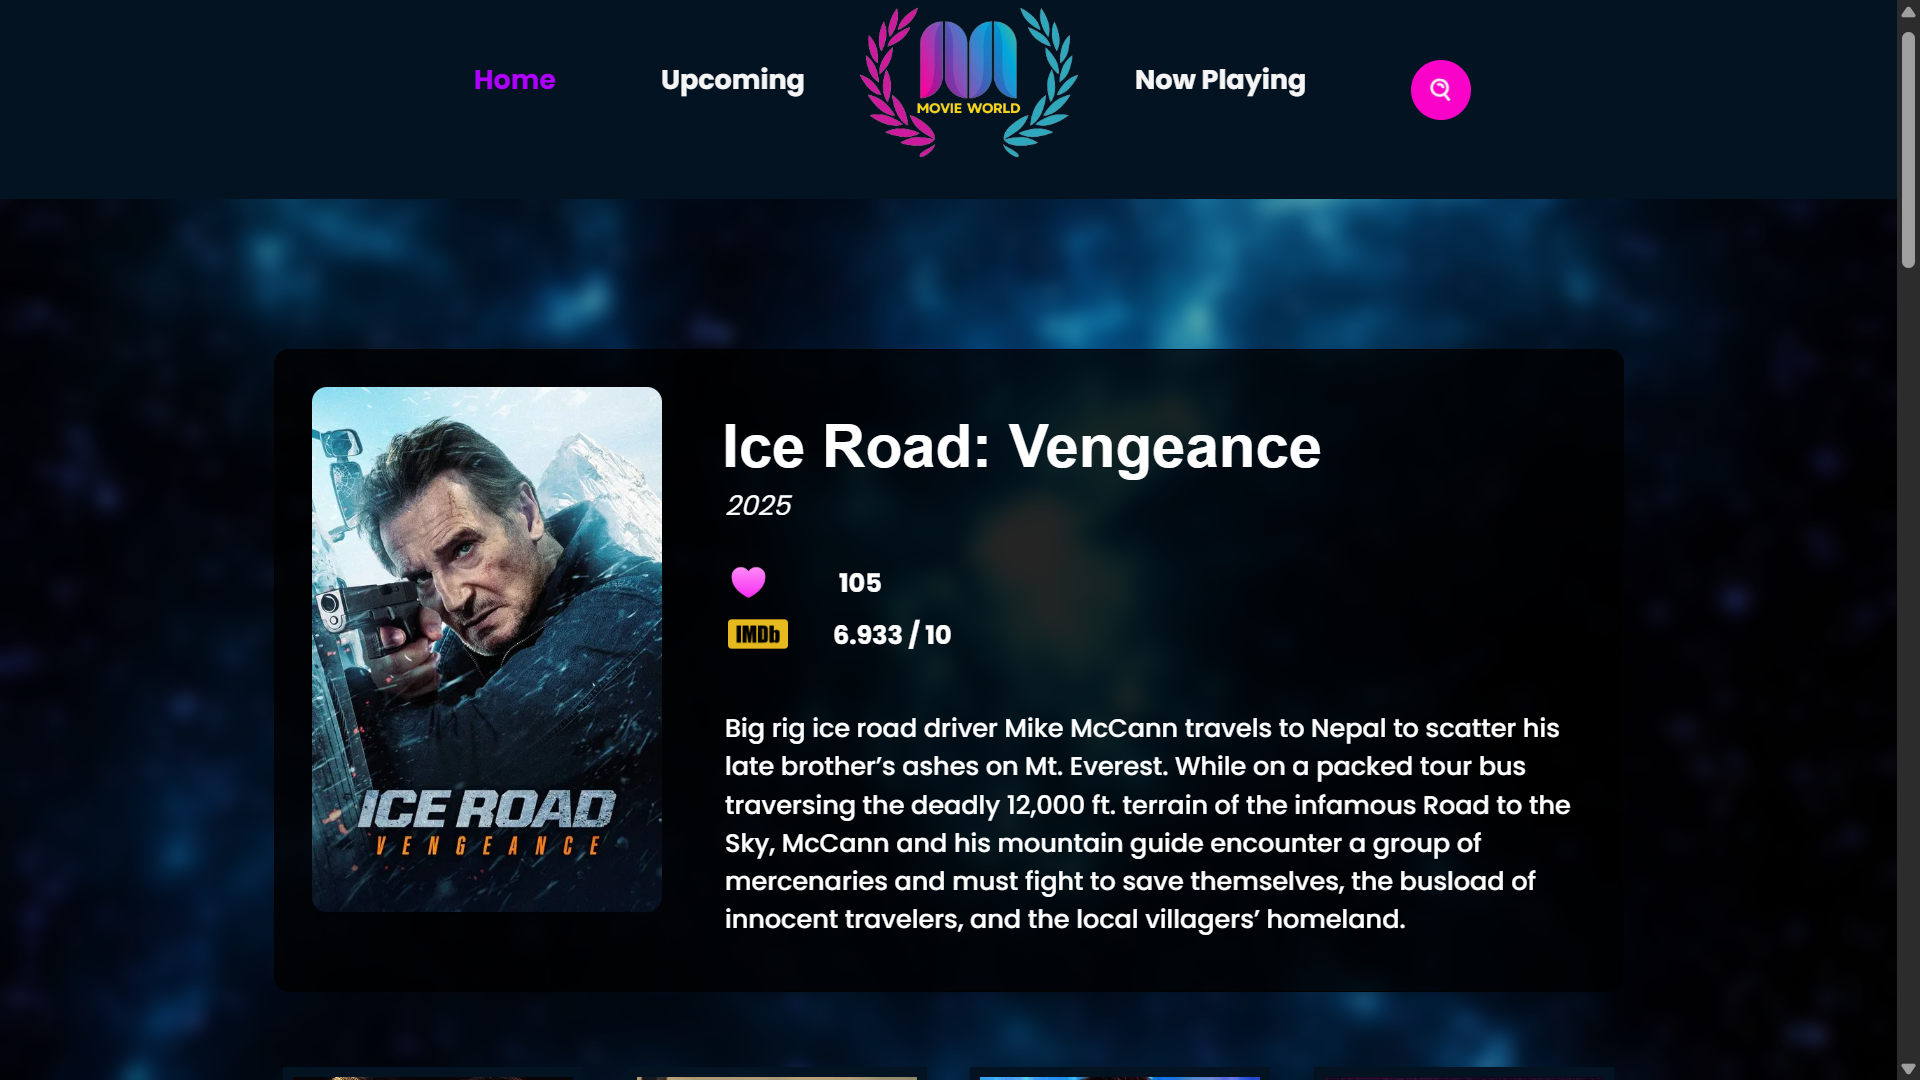 Home
Upcoming
MOVIE WORLD
Now Playing
Ice Road: Vengeance
2025
105
IMDb
6.933 / 10
Big rig ice road driver Mike McCann travels to Nepal to scatter his
late brother’s ashes on Mt. Everest. While on a packed tour bus
traversing the deadly 12,000 ft. terrain of the infamous Road to the
Sky, McCann and his mountain guide encounter a group of
mercenaries and must fight to save themselves, the busload of
innocent travelers, and the local villagers’ homeland.
ICE ROAD
VENGEANCE